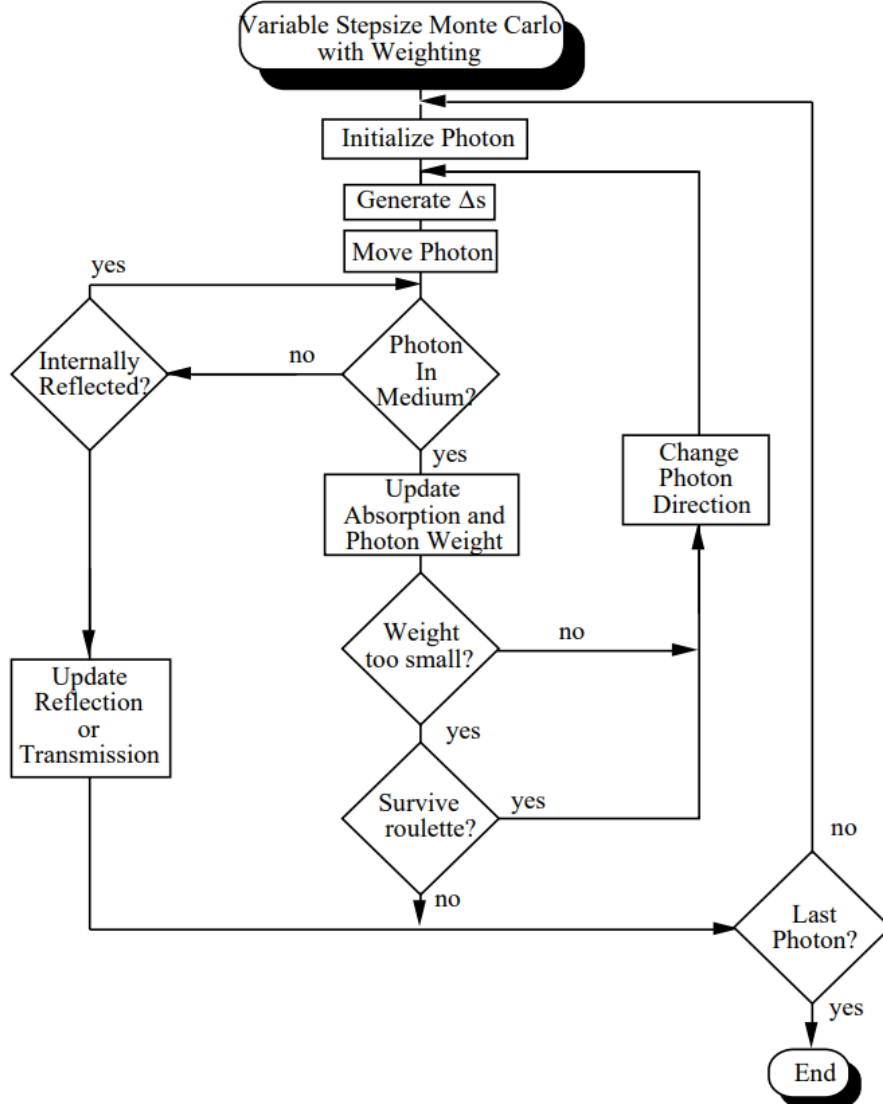 Variable Stepsize Monte Carlo
with Weighting
Initialize Photon
Generate Δs
Move Photon
yes
Internally
Reflected?
no
Photon
In
Medium?
yes
Update
Absorption and
Photon Weight
Change
Photon
Direction
Weight
too small?
no
yes
Update
Reflection
or
Transmission
Survive
roulette?
yes
no
no
Last
Photon?
yes
End